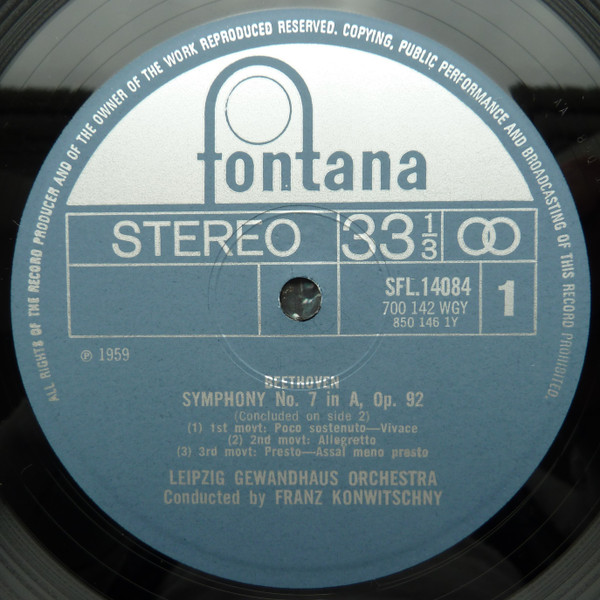 ALL RIGHTS OF THE RECORD PRODUCER AND OF THE OWNER OF THE WORK REPRODUCED RESERVED. COPYING, PUBLIC PERFORMANCE AND BROADCASTING OF THIS RECORD PROHIBITED.
fontana
STEREO 33 1/3
SFL.14084
700 142 WGY
850 146 1Y
1
℗ 1959
BEETHOVEN
SYMPHONY No. 7 in A, Op. 92
(Concluded on side 2)
(1) 1st movt: Poco sostenuto—Vivace
(2) 2nd movt: Allegretto
(3) 3rd movt: Presto—Assai meno presto
LEIPZIG GEWANDHAUS ORCHESTRA
Conducted by FRANZ KONWITSCHNY